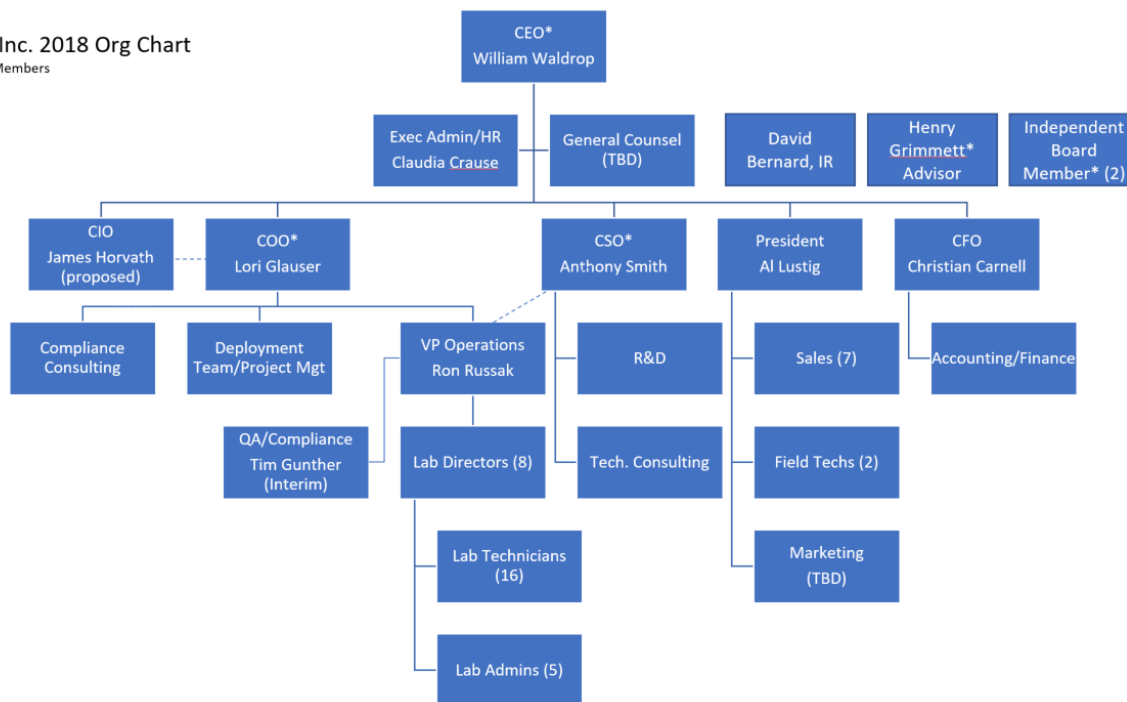 Inc. 2018 Org Chart
Members
CEO*
William Waldrop
Exec Admin/HR
Claudia Crause
General Counsel
(TBD)
David
Bernard, IR
Henry
Grimmett*
Advisor
Independent
Board
Member* (2)
CIO
James Horvath
(proposed)
COO*
Lori Glauser
CSO*
Anthony Smith
President
Al Lustig
CFO
Christian Carnell
Compliance
Consulting
Deployment
Team/Project Mgt
VP Operations
Ron Russak
R&D
Sales (7)
Accounting/Finance
QA/Compliance
Tim Gunther
(Interim)
Lab Directors (8)
Tech. Consulting
Field Techs (2)
Lab Technicians
(16)
Marketing
(TBD)
Lab Admins (5)